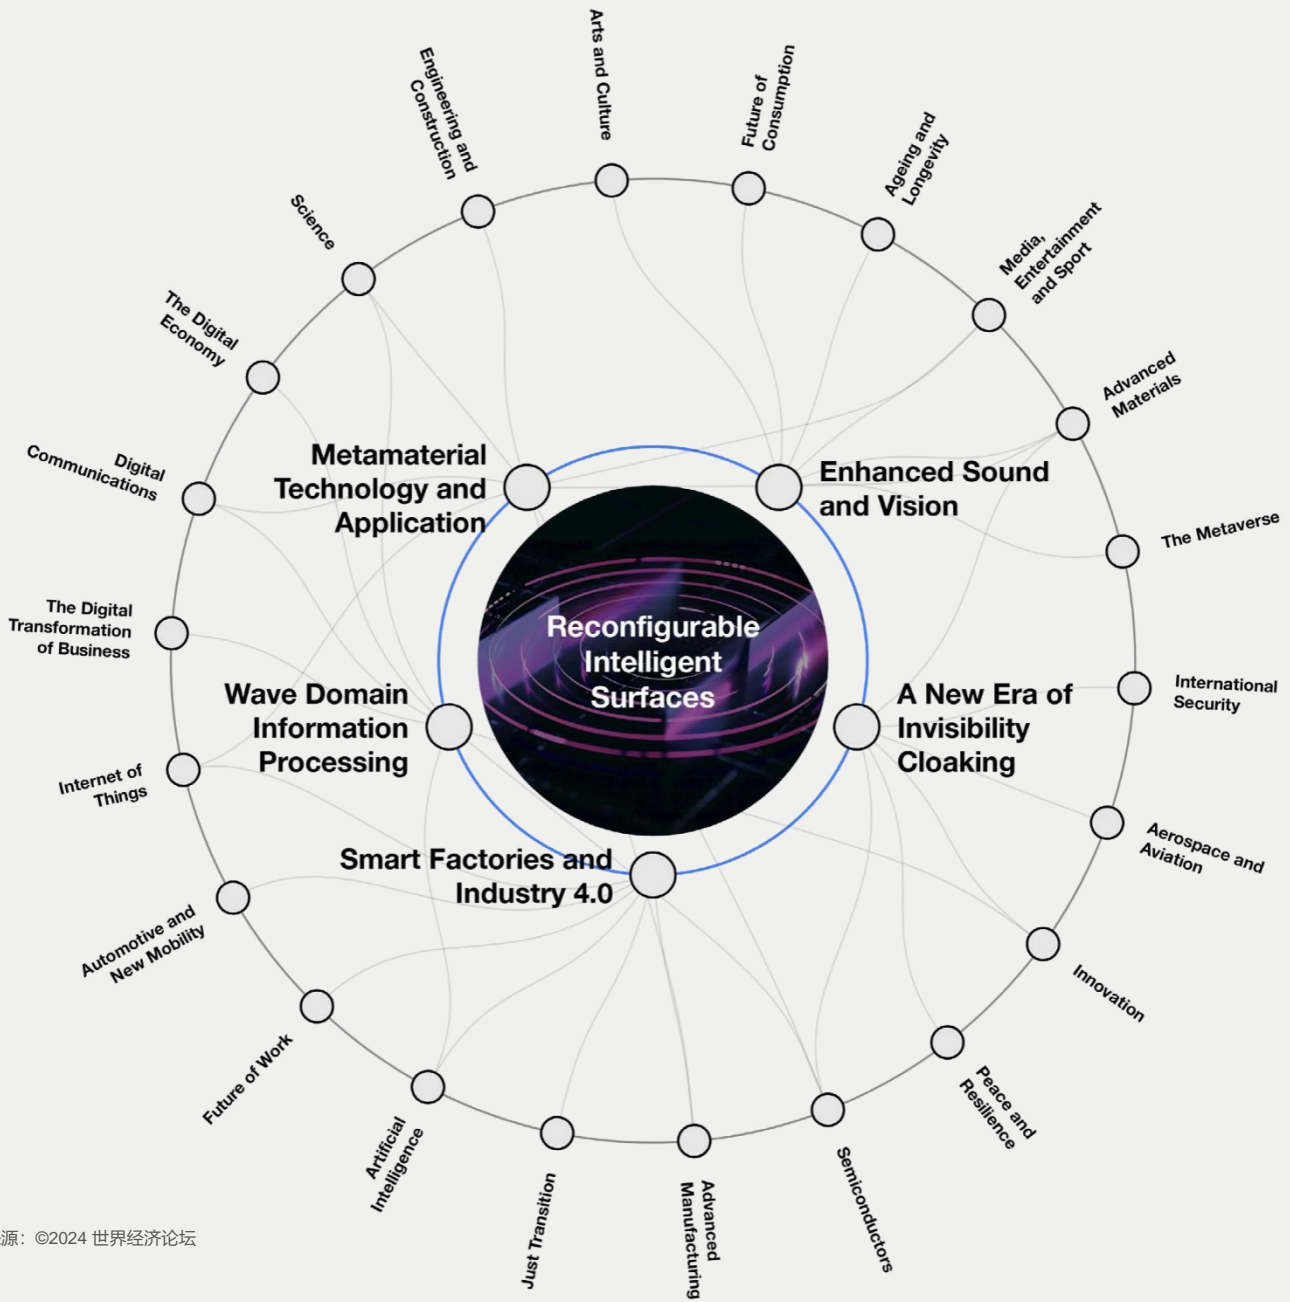 Arts and Culture
Future of
Consumption
Engineering and
Construction
Ageing and
Longevity
Science
Media,
Entertainment
and Sport
The Digital
Economy
Advanced
Materials
Digital
Communications
Metamaterial
Technology and
Application
Enhanced Sound
and Vision
The Metaverse
The Digital
Transformation
of Business
Reconfigurable
Intelligent
Surfaces
International
Security
Wave Domain
Information
Processing
A New Era of
Invisibility
Cloaking
Internet of
Things
Aerospace and
Aviation
Smart Factories and
Industry 4.0
Automotive and
New Mobility
Innovation
Future of Work
Peace and
Resilience
Artificial
Intelligence
Just Transition
Advanced
Manufacturing
Semiconductors
源：©2024 世界经济论坛